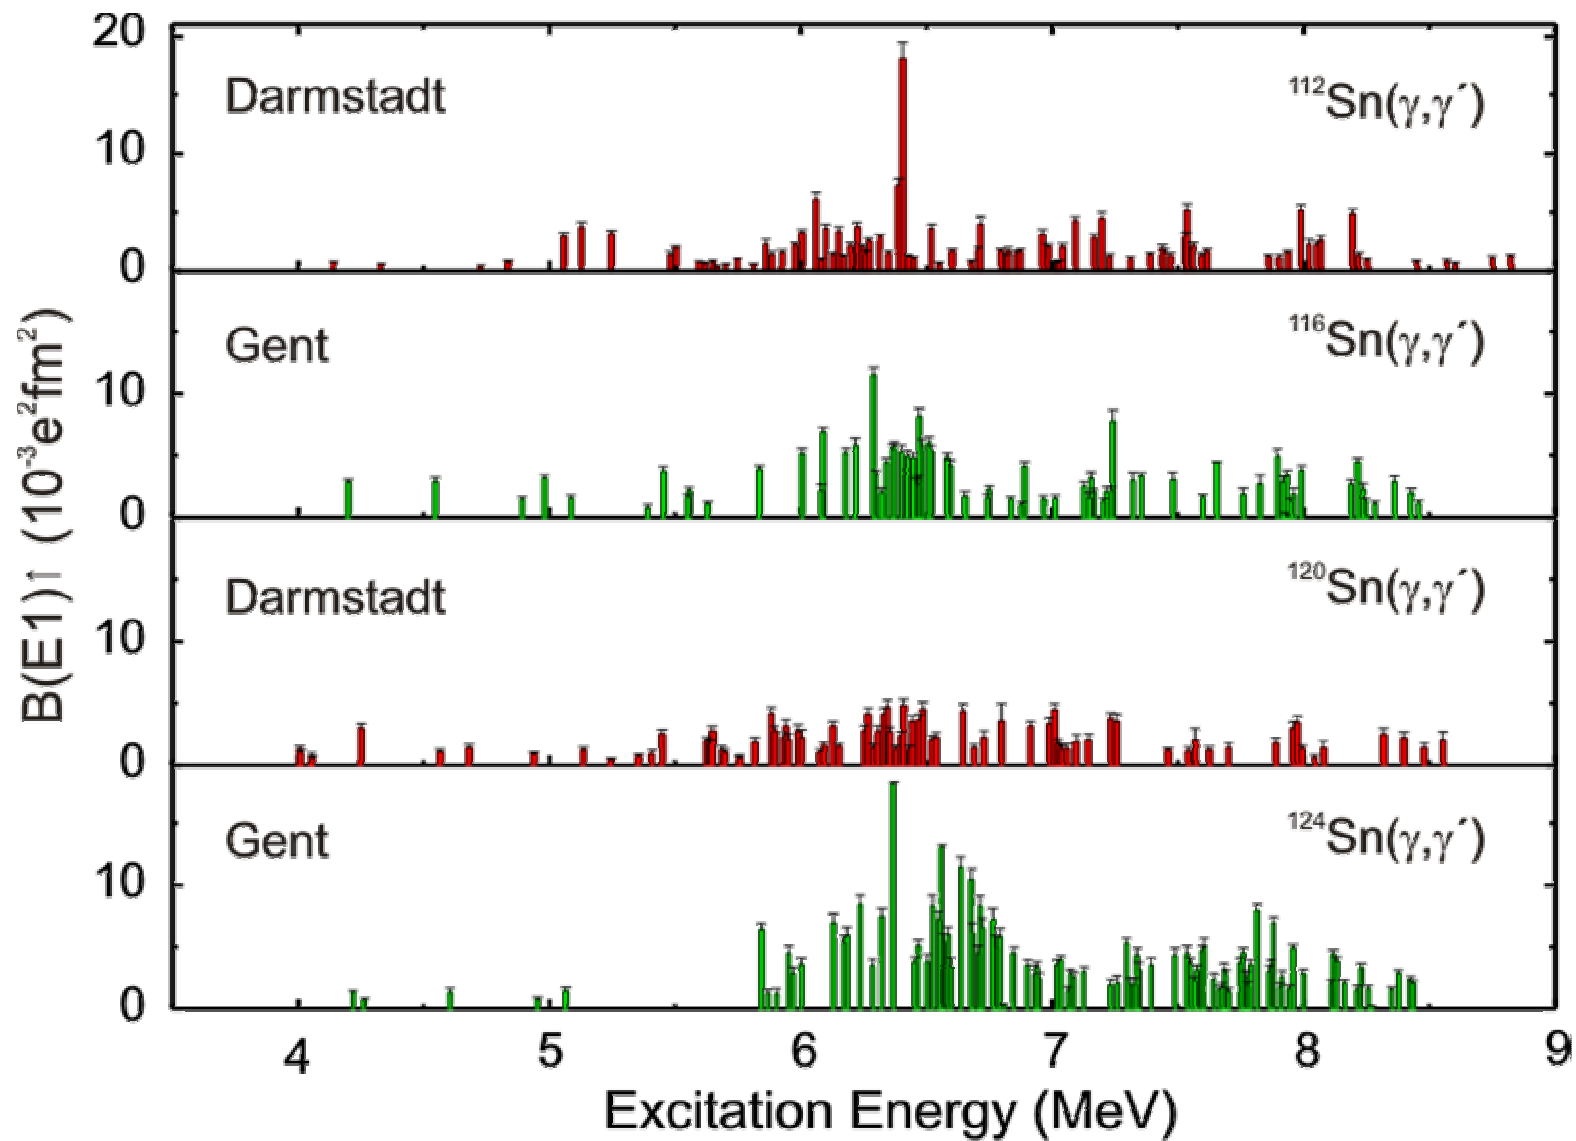 20
Darmstadt
¹¹²Sn(γ,γ´)
10
0
Gent
¹¹⁶Sn(γ,γ´)
10
0
Darmstadt
¹²⁰Sn(γ,γ´)
10
0
Gent
¹²⁴Sn(γ,γ´)
10
0
B(E1)↑ (10⁻³e²fm²)
4 5 6 7 8 9
Excitation Energy (MeV)